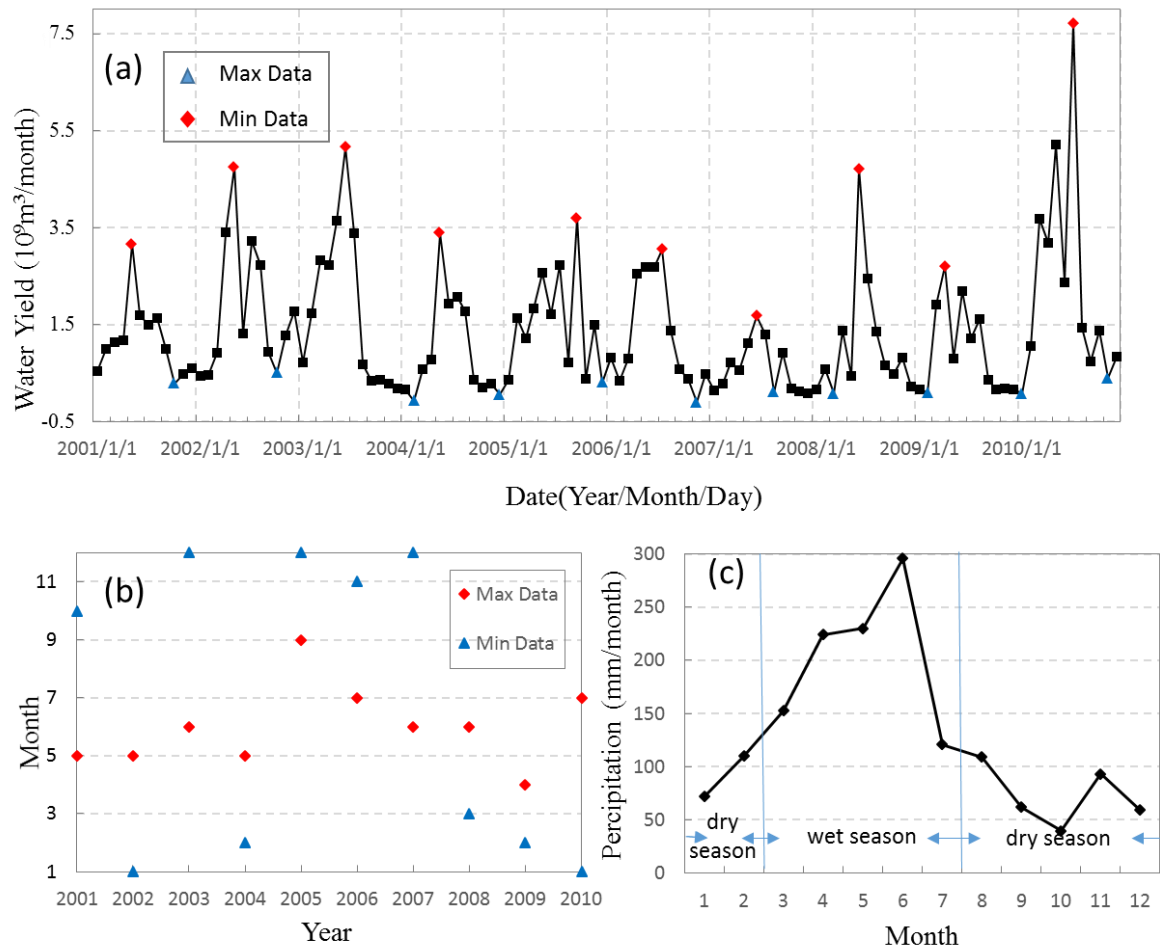 7.5
5.5
3.5
1.5
-0.5
Water Yield (10⁹m³/month)
(a)
Max Data
Min Data
2001/1/1 2002/1/1 2003/1/1 2004/1/1 2005/1/1 2006/1/1 2007/1/1 2008/1/1 2009/1/1 2010/1/1
Date(Year/Month/Day)
11
9
7
5
3
1
Month
(b)
Max Data
Min Data
2001 2002 2003 2004 2005 2006 2007 2008 2009 2010
Year
300
250
200
150
100
50
0
Percipitation (mm/month)
(c)
dry
season
wet season
dry season
1 2 3 4 5 6 7 8 9 10 11 12
Month